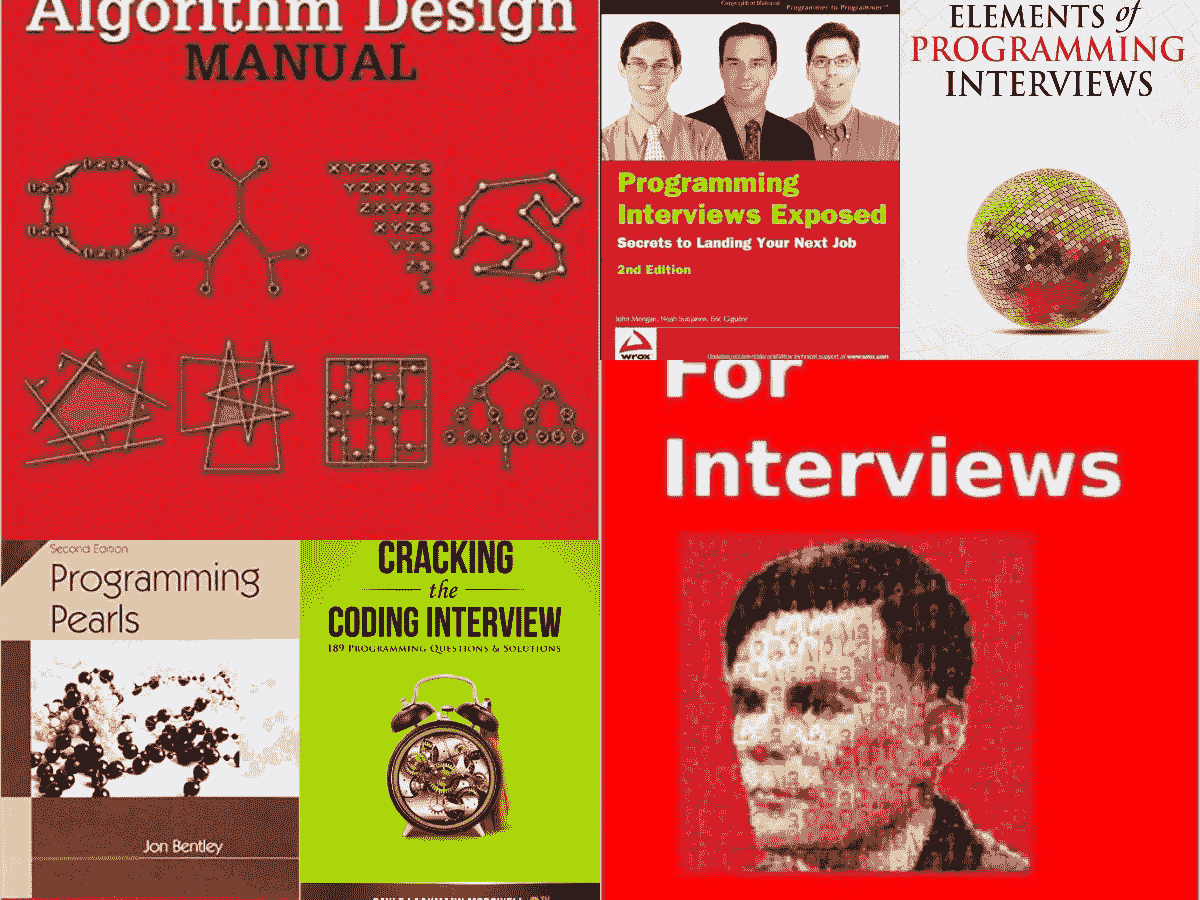 Algorithm Design
MANUAL
XYZXYZ$
YZXYZ$
ZXYZ$
XYZ$
YZ$
Z$
$
Programmer to Programmer™
Programming
Interviews Exposed
Secrets to Landing Your Next Job
2nd Edition
John Mongan, Noah Suojanen, Eric Giguère
wrox
ELEMENTS of
PROGRAMMING
INTERVIEWS
For
Interviews
Second Edition
Programming
Pearls
Jon Bentley
CRACKING
the
CODING INTERVIEW
189 PROGRAMMING QUESTIONS & SOLUTIONS